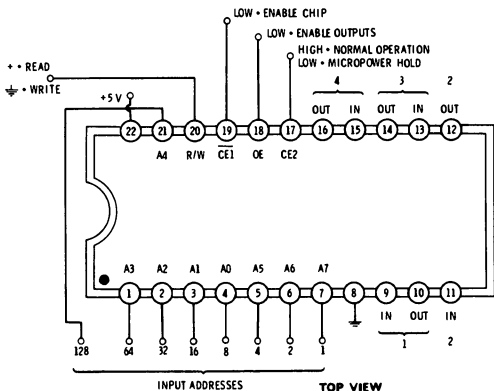 LOW = ENABLE CHIP
LOW = ENABLE OUTPUTS
HIGH = NORMAL OPERATION
LOW = MICROPOWER HOLD
+ = READ
⏚ = WRITE
+5 V
4 3 2
OUT IN OUT IN OUT
22 21 20 19 18 17 16 15 14 13 12
A4 R/W C̅E̅1̅ OE CE2
A3 A2 A1 A0 A5 A6 A7
1 2 3 4 5 6 7 8 9 10 11
IN OUT IN
1 2
128 64 32 16 8 4 2 1
INPUT ADDRESSES
TOP VIEW